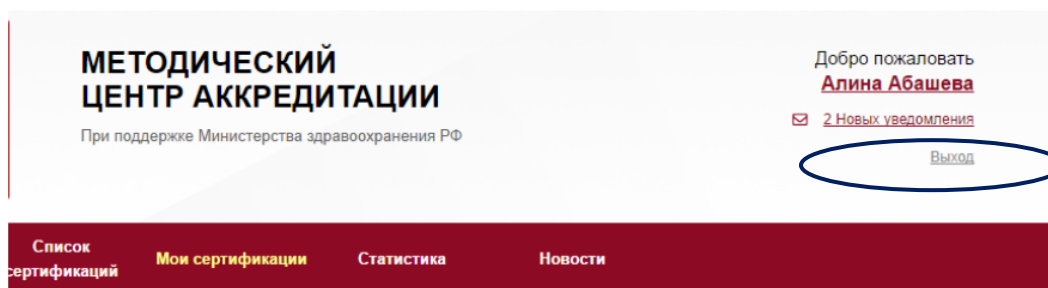 МЕТОДИЧЕСКИЙ
ЦЕНТР АККРЕДИТАЦИИ
При поддержке Министерства здравоохранения РФ
Добро пожаловать
Алина Абашева
2 Новых уведомления
Выход
Список
сертификаций
Мои сертификации
Статистика
Новости